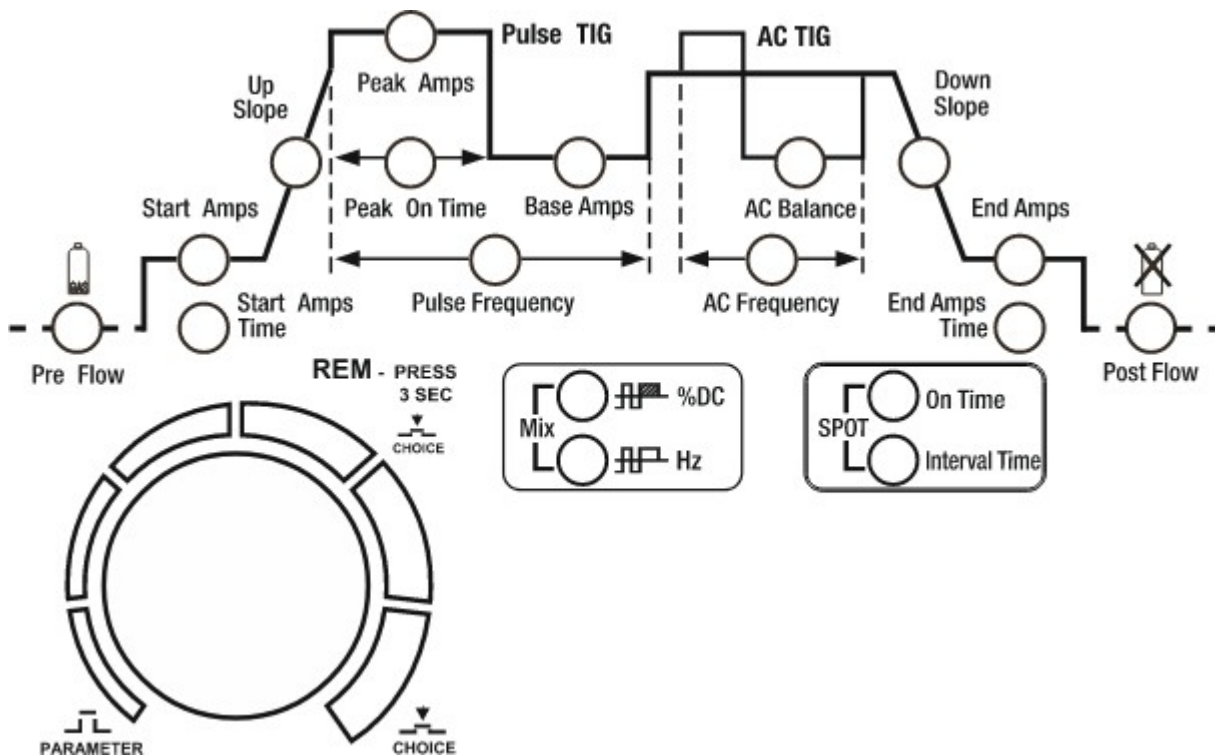 Pulse TIG
AC TIG
Peak Amps
Up
Slope
Down
Slope
Start Amps
Peak On Time
Base Amps
AC Balance
End Amps
GAS
Start Amps
Time
Pulse Frequency
AC Frequency
End Amps
Time
Pre Flow
Post Flow
REM - PRESS
3 SEC
CHOICE
Mix
%DC
Hz
SPOT
On Time
Interval Time
PARAMETER
CHOICE